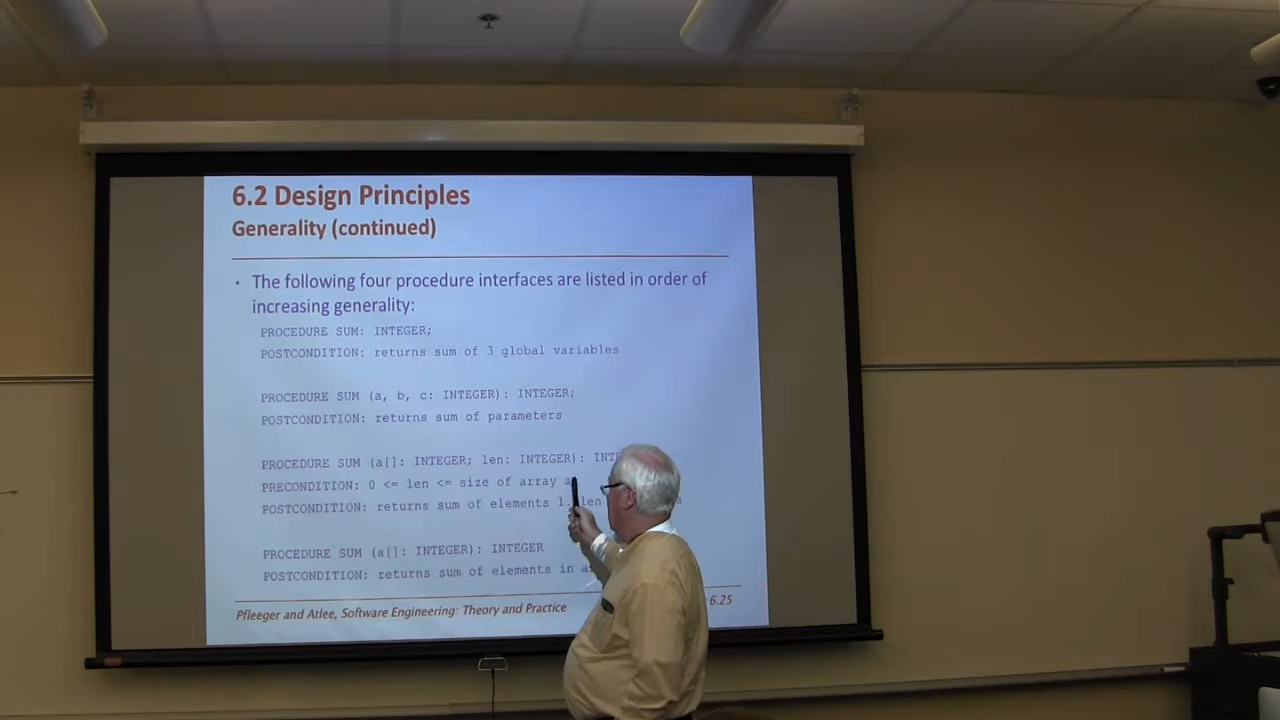 6.2 Design Principles
Generality (continued)
• The following four procedure interfaces are listed in order of
increasing generality:
PROCEDURE SUM: INTEGER;
POSTCONDITION: returns sum of 3 global variables
PROCEDURE SUM (a, b, c: INTEGER): INTEGER;
POSTCONDITION: returns sum of parameters
PROCEDURE SUM (a[]: INTEGER; len: INTEGER):
PRECONDITION: 0 <= len <= size of array a
POSTCONDITION: returns sum of elements 1..len
PROCEDURE SUM (a[]: INTEGER): INTEGER
POSTCONDITION: returns sum of elements in
Pfleeger and Atlee, Software Engineering: Theory and Practice
6.25